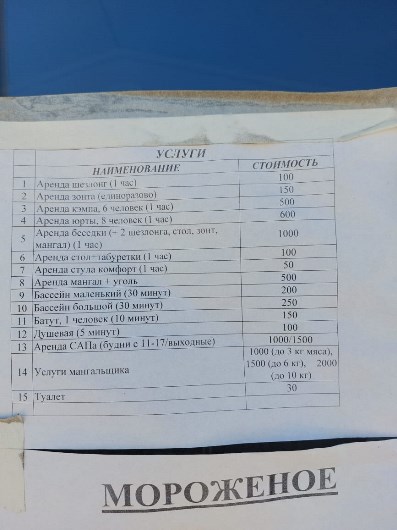 УСЛУГИ
НАИМЕНОВАНИЕ СТОИМОСТЬ
1 Аренда шезлонг (1 час) 100
2 Аренда зонта (единоразово) 150
3 Аренда кэмпа, 6 человек (1 час) 500
4 Аренда юрты, 8 человек (1 час) 600
5 Аренда беседки (+ 2 шезлонга, стол, зонт,
мангал) (1 час) 1000
6 Аренда стол+табуретки (1 час) 100
7 Аренда стула комфорт (1 час) 50
8 Аренда мангал + уголь 500
9 Бассейн маленький (30 минут) 200
10 Бассейн большой (30 минут) 250
11 Батут, 1 человек (10 минут) 150
12 Душевая (5 минут) 100
13 Аренда САПа (будни с 11-17/выходные) 1000/1500
14 Услуги мангальщика 1000 (до 3 кг мяса),
1500 (до 6 кг), 2000
(до 10 кг)
15 Туалет 30
МОРОЖЕНОЕ